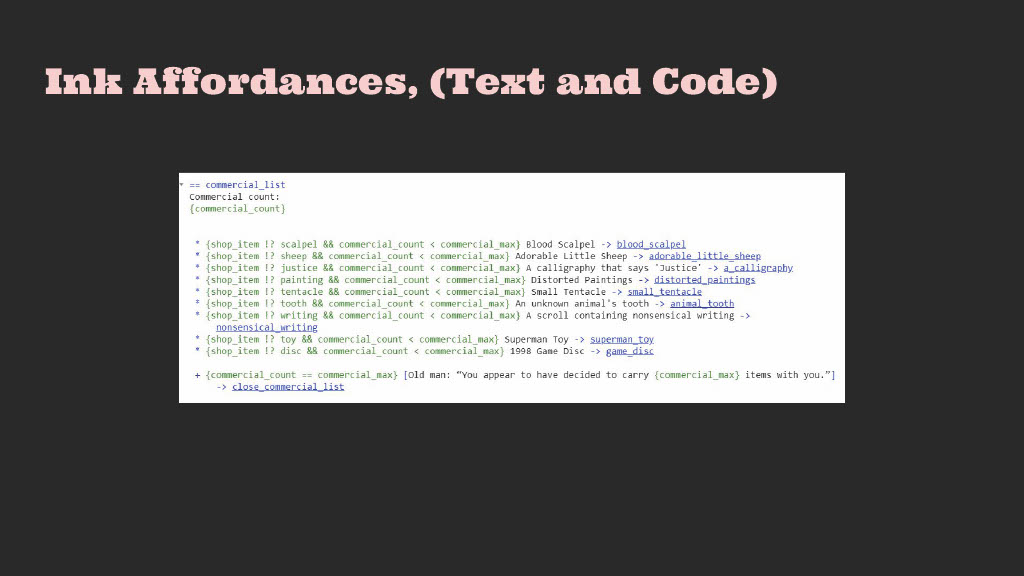 Ink Affordances, (Text and Code)
== commercial_list
Commercial count:
{commercial_count}
* {shop_item !? scalpel && commercial_count < commercial_max} Blood Scalpel -> blood_scalpel
* {shop_item !? sheep && commercial_count < commercial_max} Adorable Little Sheep -> adorable_little_sheep
* {shop_item !? justice && commercial_count < commercial_max} A calligraphy that says 'Justice' -> a_calligraphy
* {shop_item !? painting && commercial_count < commercial_max} Distorted Paintings -> distorted_paintings
* {shop_item !? tentacle && commercial_count < commercial_max} Small Tentacle -> small_tentacle
* {shop_item !? tooth && commercial_count < commercial_max} An unknown animal's tooth -> animal_tooth
* {shop_item !? writing && commercial_count < commercial_max} A scroll containing nonsensical writing ->
nonsensical_writing
* {shop_item !? toy && commercial_count < commercial_max} Superman Toy -> superman_toy
* {shop_item !? disc && commercial_count < commercial_max} 1998 Game Disc -> game_disc
+ {commercial_count == commercial_max} [Old man: “You appear to have decided to carry {commercial_max} items with you.”]
-> close_commercial_list